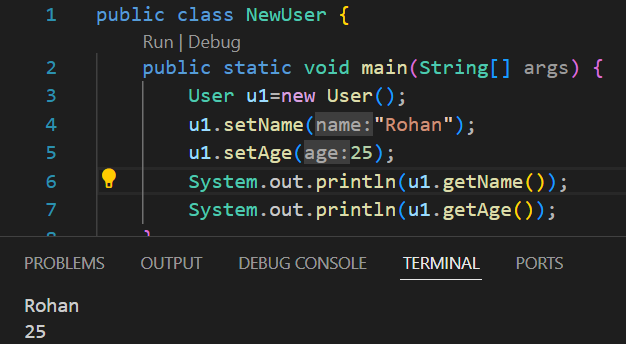 1 public class NewUser {
Run | Debug
2 public static void main(String[] args) {
3 User u1=new User();
4 u1.setName(name:"Rohan");
5 u1.setAge(age:25);
6 System.out.println(u1.getName());
7 System.out.println(u1.getAge());
8 }
PROBLEMS OUTPUT DEBUG CONSOLE TERMINAL PORTS
Rohan
25